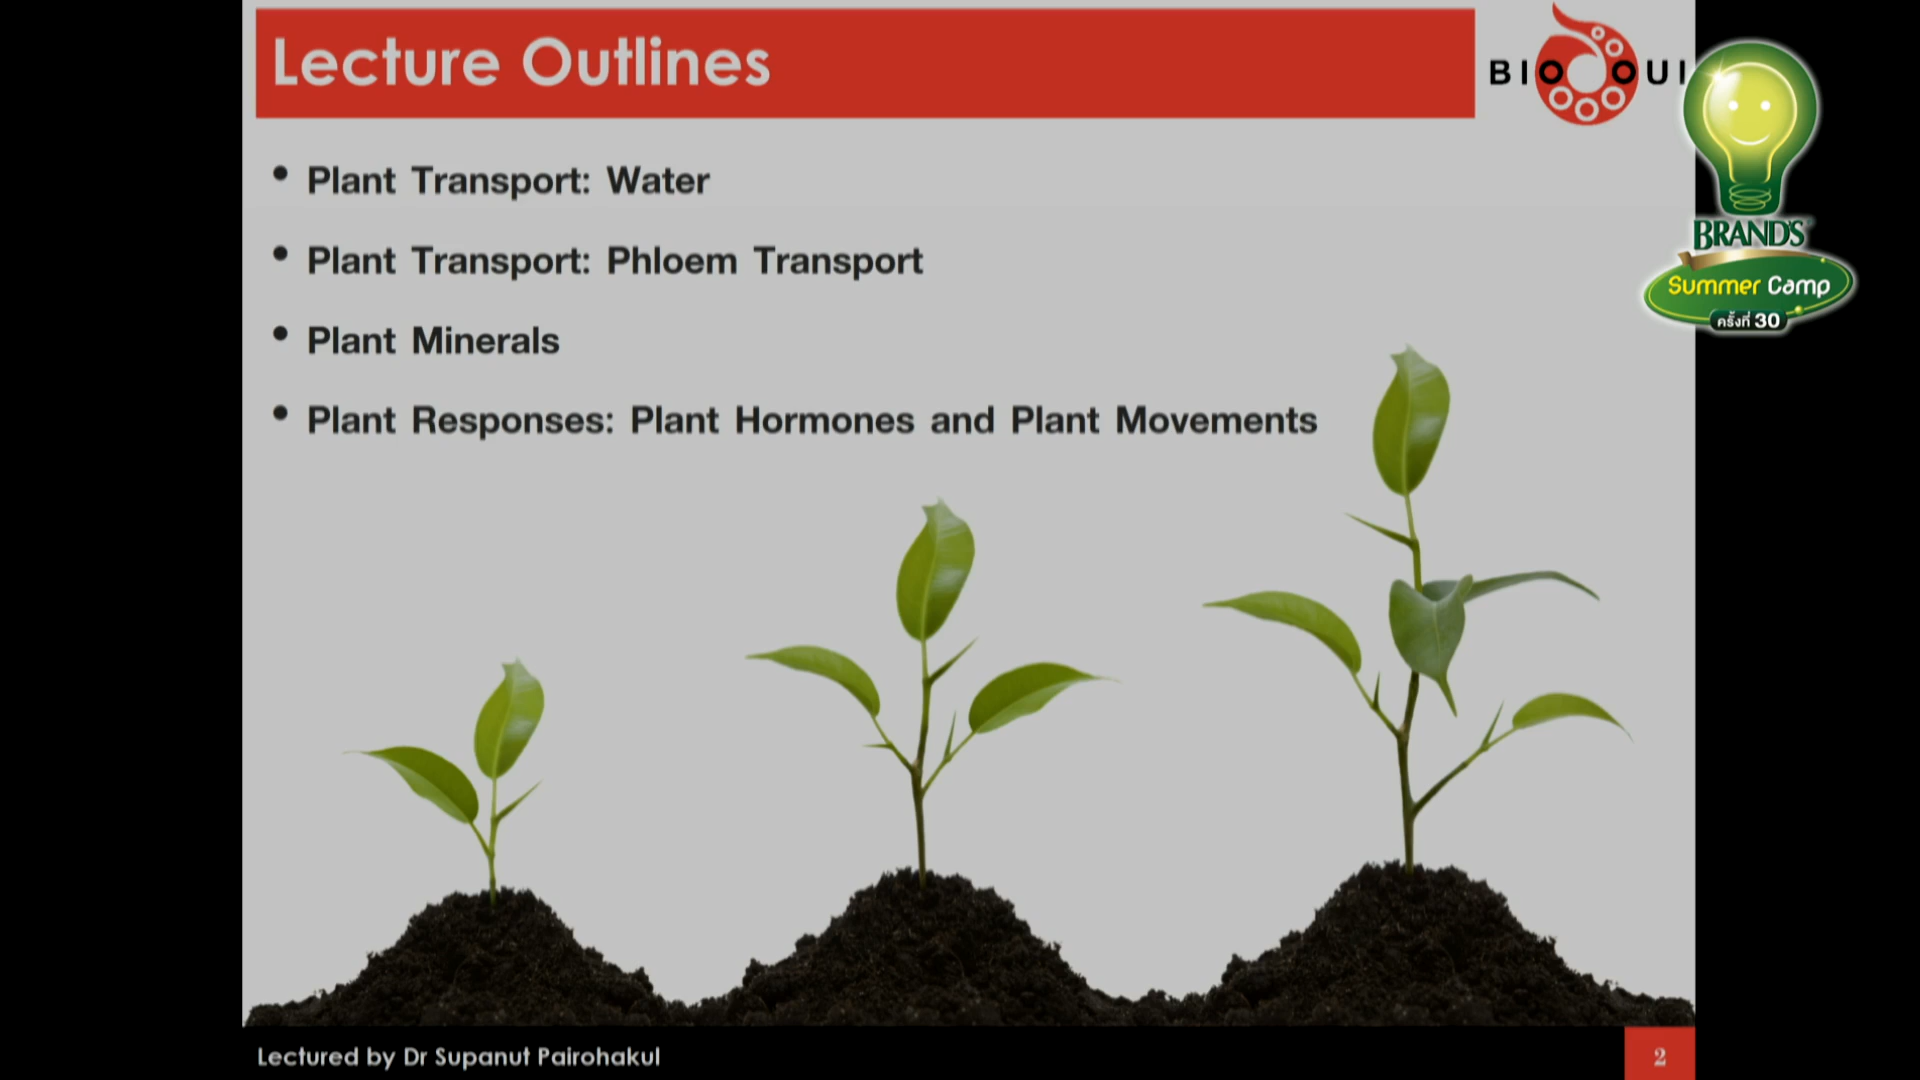 Lecture Outlines
BIO OUI
• Plant Transport: Water
• Plant Transport: Phloem Transport
• Plant Minerals
• Plant Responses: Plant Hormones and Plant Movements
BRAND'S
Summer Camp
ครั้งที่ 30
Lectured by Dr Supanut Pairohakul
2